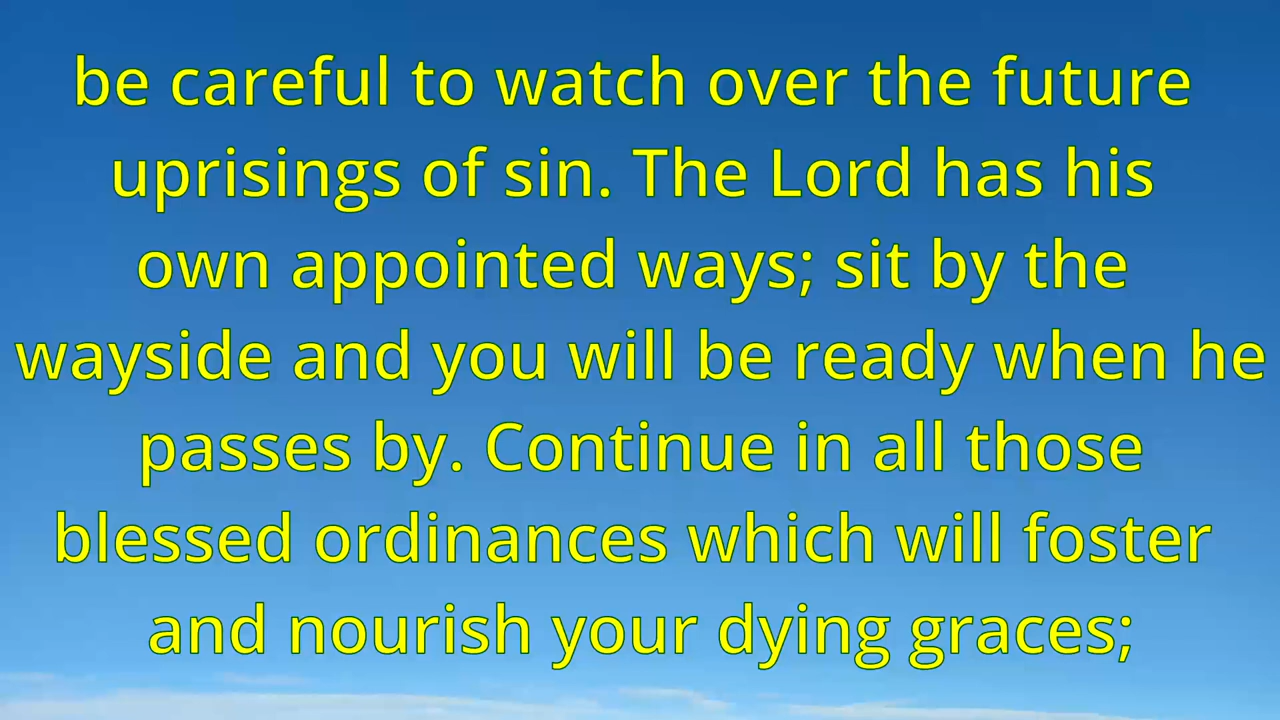 be careful to watch over the future
uprisings of sin. The Lord has his
own appointed ways; sit by the
wayside and you will be ready when he
passes by. Continue in all those
blessed ordinances which will foster
and nourish your dying graces;